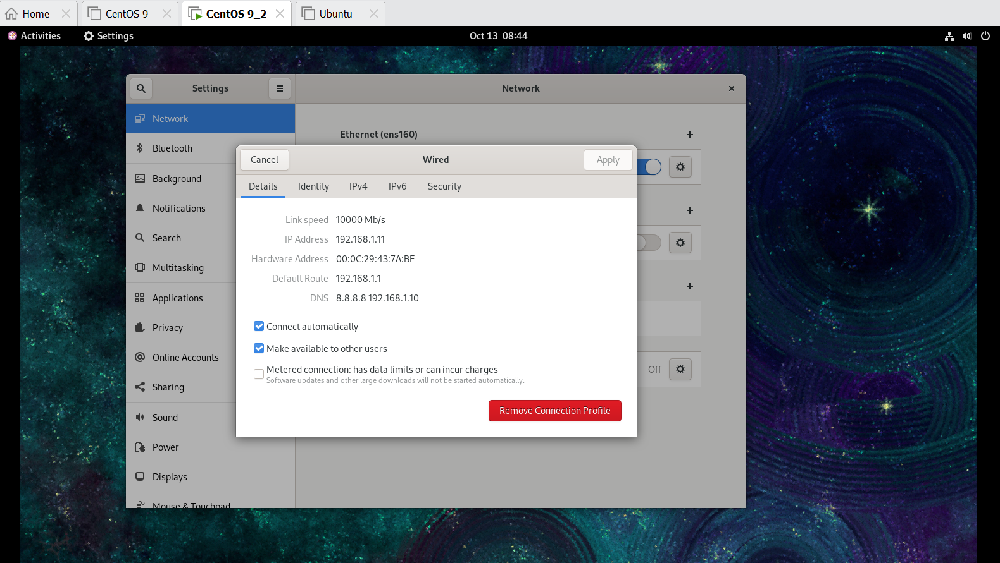 Home
CentOS 9
CentOS 9_2
Ubuntu
Activities
Settings
Oct 13 08:44
Settings
Network
Network
Bluetooth
Background
Notifications
Search
Multitasking
Applications
Privacy
Online Accounts
Sharing
Sound
Power
Displays
Mouse & Touchpad
Ethernet (ens160)
Cancel
Wired
Apply
Details
Identity
IPv4
IPv6
Security
Link speed 10000 Mb/s
IP Address 192.168.1.11
Hardware Address 00:0C:29:43:7A:BF
Default Route 192.168.1.1
DNS 8.8.8.8 192.168.1.10
Connect automatically
Make available to other users
Metered connection: has data limits or can incur charges
Software updates and other large downloads will not be started automatically.
Remove Connection Profile
Off